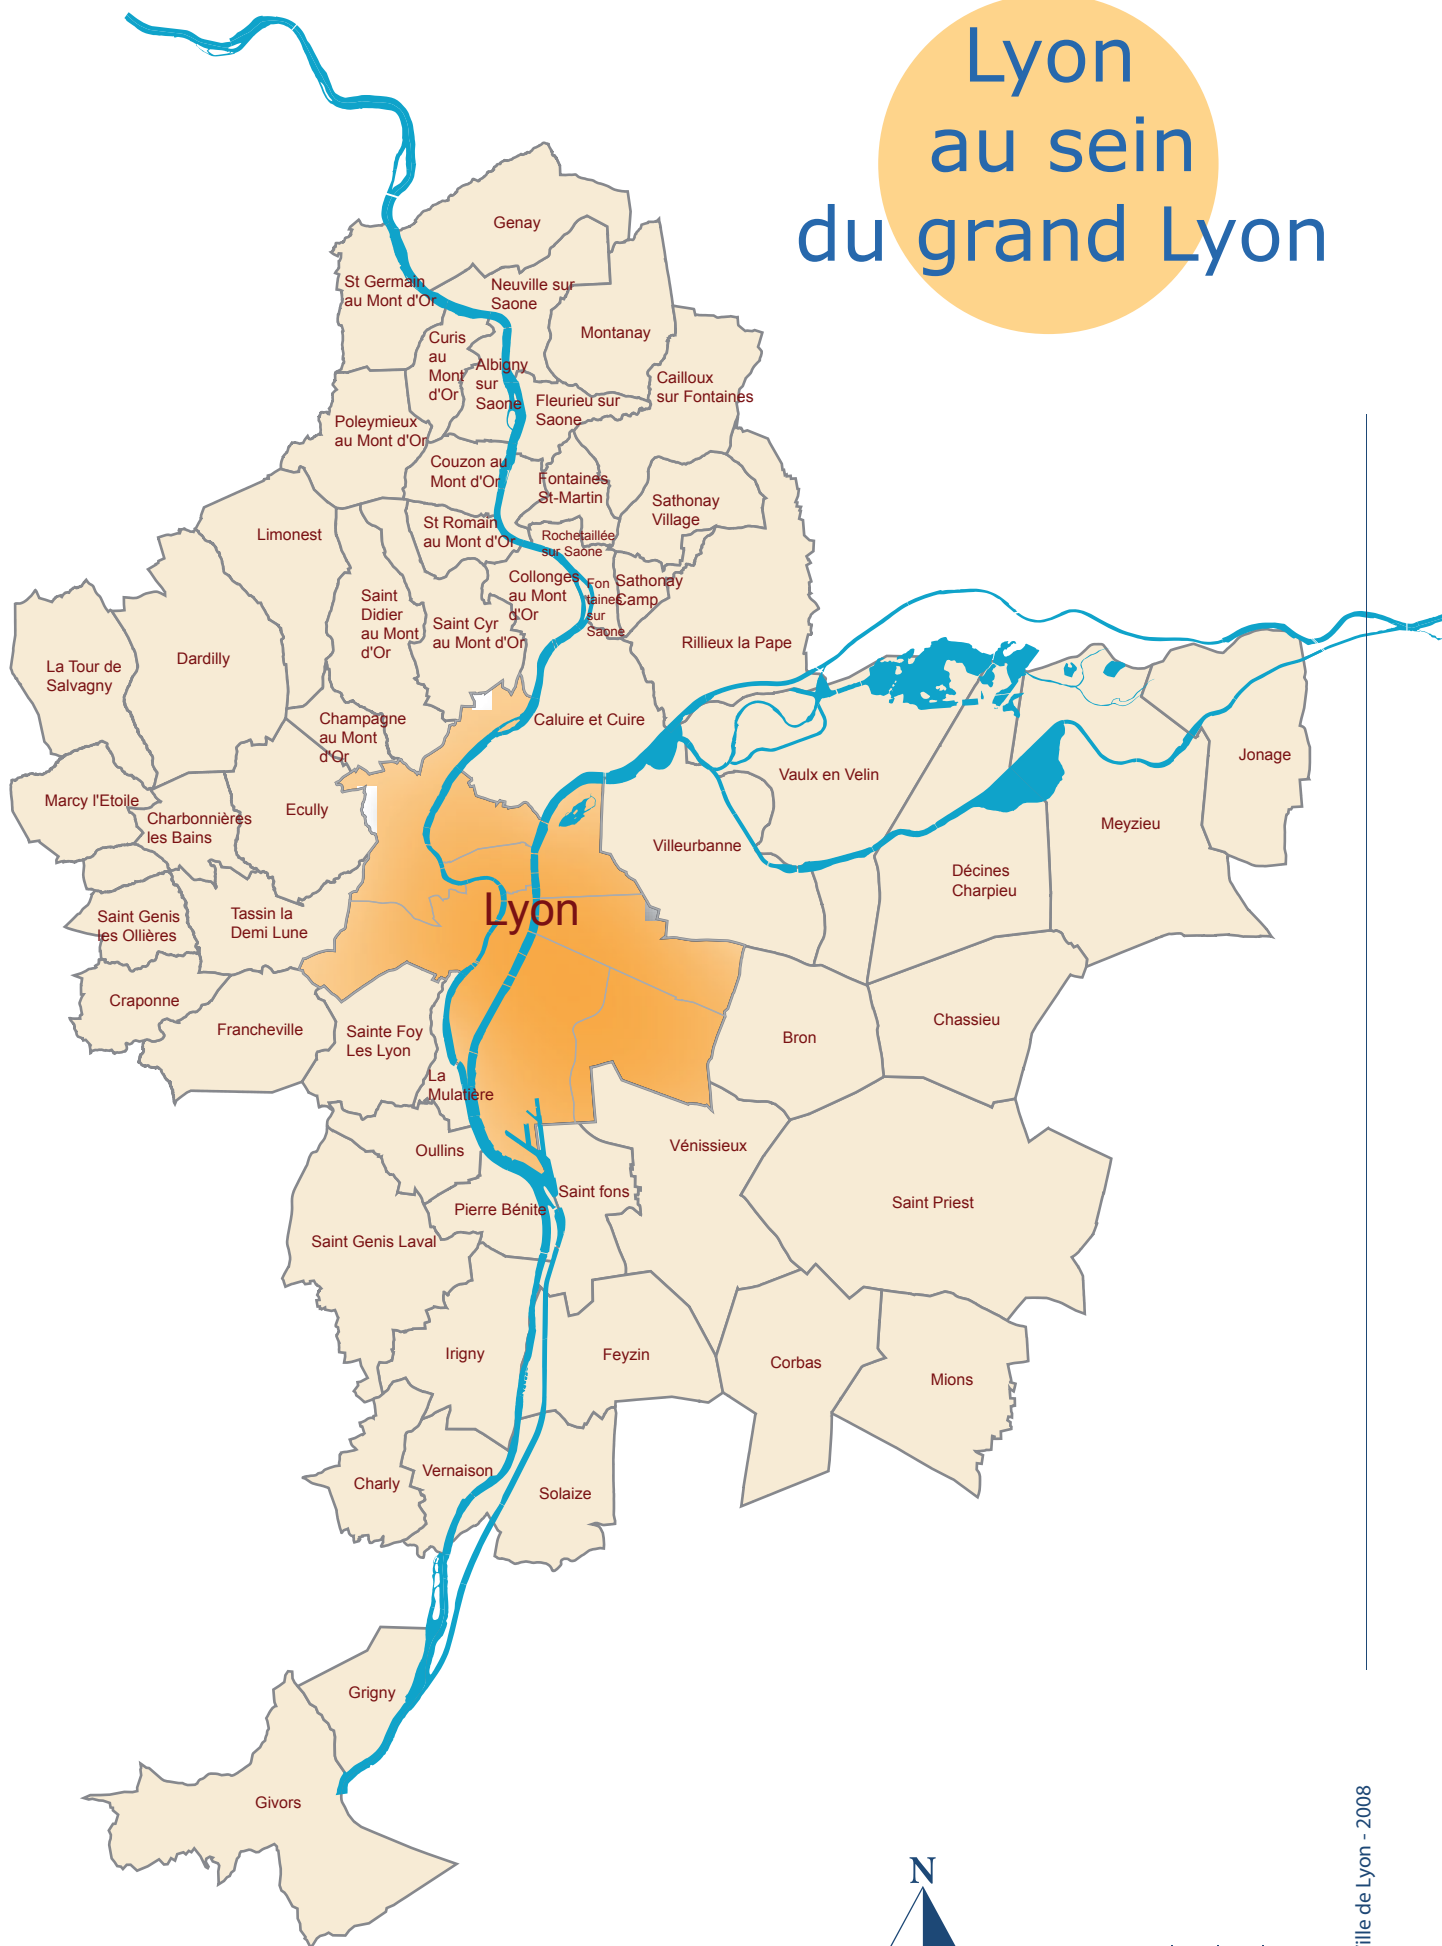 Lyon
au sein
du grand Lyon
Genay
St Germain
au Mont d'Or
Neuville sur
Saone
Montanay
Curis
au
Mont
d'Or
Albigny
sur
Saone
Fleurieu sur
Saone
Cailloux
sur Fontaines
Poleymieux
au Mont d'Or
Couzon au
Mont d'Or
Fontaines
St-Martin
Sathonay
Village
Limonest
St Romain
au Mont d'Or
Rochetaillée
sur Saone
Collonges
au Mont
d'Or
Fon
taines
sur
Saone
Sathonay
Camp
Saint
Didier
au Mont
d'Or
Saint Cyr
au Mont d'Or
Rillieux la Pape
La Tour de
Salvagny
Dardilly
Champagne
au Mont
d'Or
Caluire et Cuire
Vaulx en Velin
Jonage
Marcy l'Etoile
Charbonnières
les Bains
Ecully
Villeurbanne
Meyzieu
Décines
Charpieu
Saint Genis
les Ollières
Tassin la
Demi Lune
Lyon
Craponne
Francheville
Sainte Foy
Les Lyon
Bron
Chassieu
La
Mulatière
Oullins
Vénissieux
Saint fons
Pierre Bénite
Saint Priest
Saint Genis Laval
Irigny
Feyzin
Corbas
Mions
Charly
Vernaison
Solaize
Grigny
Givors
N
ille de Lyon - 2008